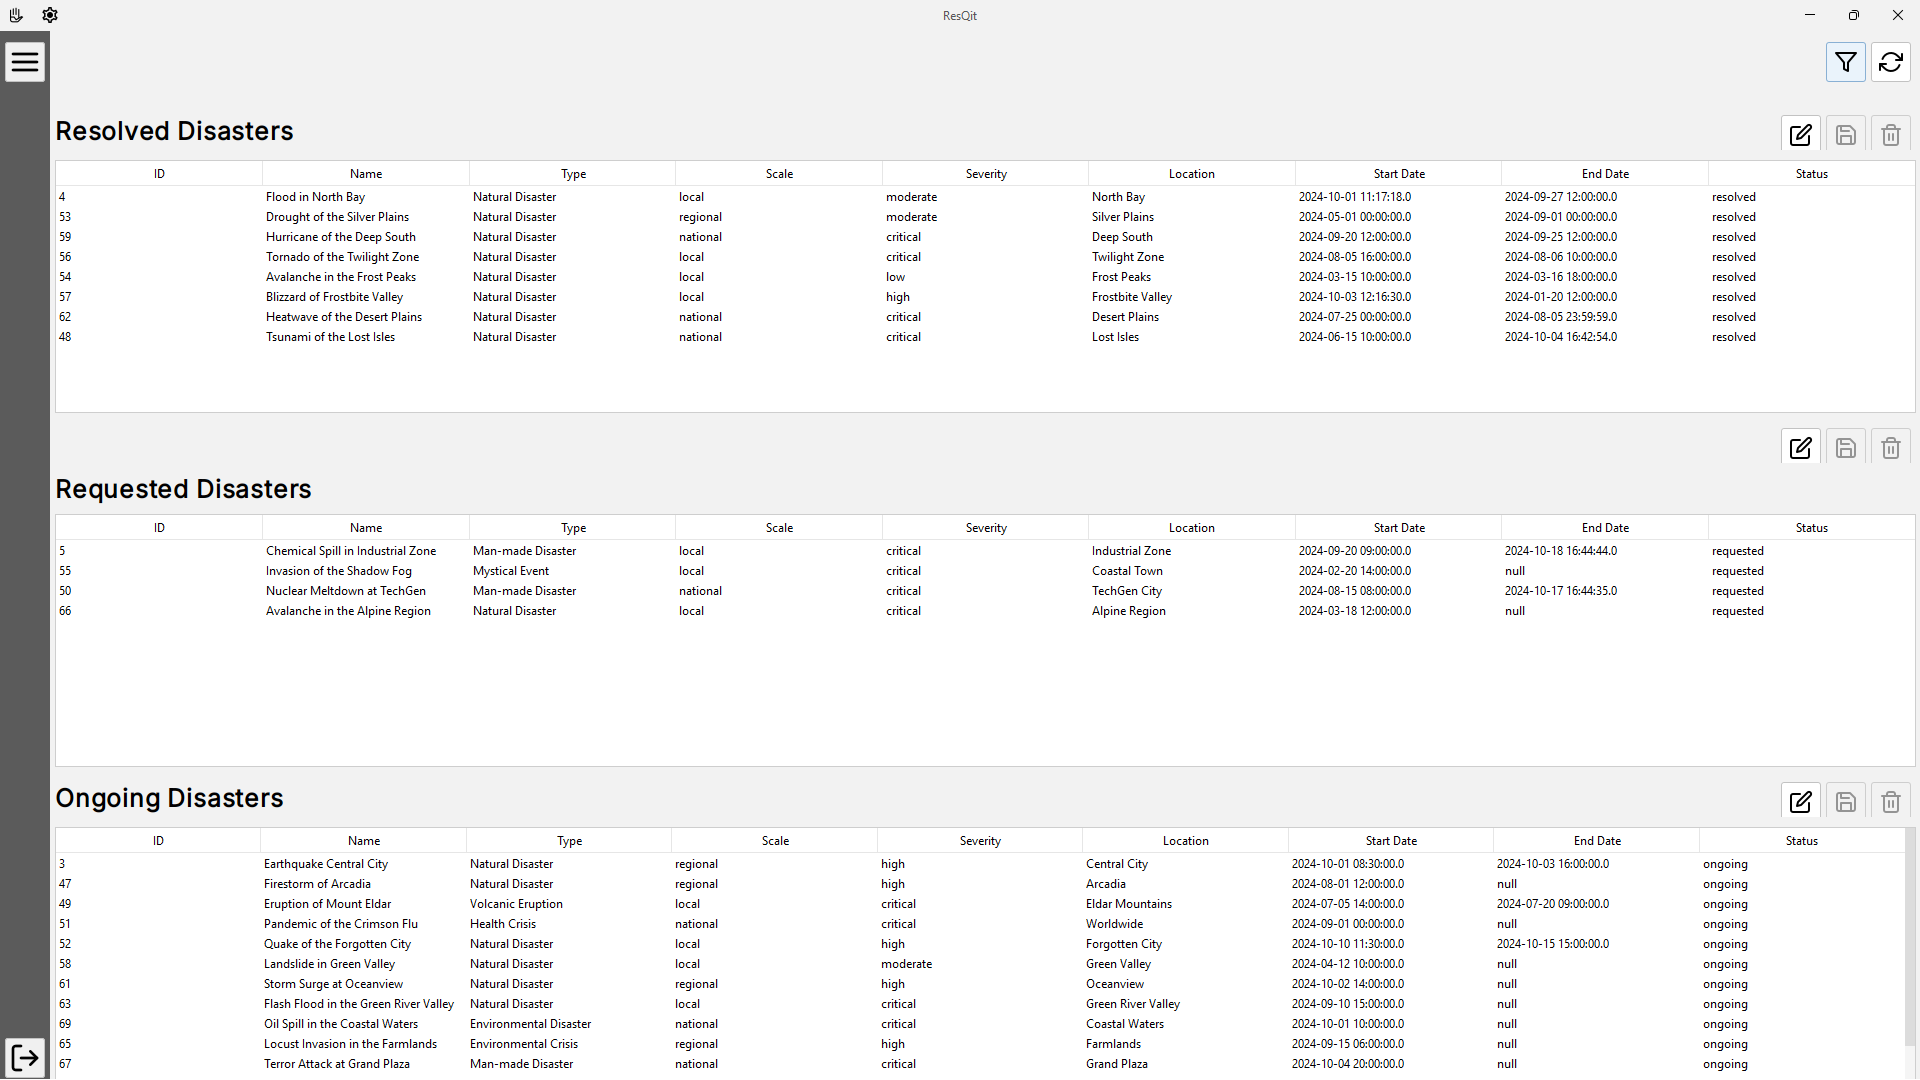 ResQit
Resolved Disasters
ID Name Type Scale Severity Location Start Date End Date Status
4 Flood in North Bay Natural Disaster local moderate North Bay 2024-10-01 11:17:18.0 2024-09-27 12:00:00.0 resolved
53 Drought of the Silver Plains Natural Disaster regional moderate Silver Plains 2024-05-01 00:00:00.0 2024-09-01 00:00:00.0 resolved
59 Hurricane of the Deep South Natural Disaster national critical Deep South 2024-09-20 12:00:00.0 2024-09-25 12:00:00.0 resolved
56 Tornado of the Twilight Zone Natural Disaster local critical Twilight Zone 2024-08-05 16:00:00.0 2024-08-06 10:00:00.0 resolved
54 Avalanche in the Frost Peaks Natural Disaster local low Frost Peaks 2024-03-15 10:00:00.0 2024-03-16 18:00:00.0 resolved
57 Blizzard of Frostbite Valley Natural Disaster local high Frostbite Valley 2024-10-03 12:16:30.0 2024-01-20 12:00:00.0 resolved
62 Heatwave of the Desert Plains Natural Disaster national critical Desert Plains 2024-07-25 00:00:00.0 2024-08-05 23:59:59.0 resolved
48 Tsunami of the Lost Isles Natural Disaster national critical Lost Isles 2024-06-15 10:00:00.0 2024-10-04 16:42:54.0 resolved
Requested Disasters
ID Name Type Scale Severity Location Start Date End Date Status
5 Chemical Spill in Industrial Zone Man-made Disaster local critical Industrial Zone 2024-09-20 09:00:00.0 2024-10-18 16:44:44.0 requested
55 Invasion of the Shadow Fog Mystical Event local critical Coastal Town 2024-02-20 14:00:00.0 null requested
50 Nuclear Meltdown at TechGen Man-made Disaster national critical TechGen City 2024-08-15 08:00:00.0 2024-10-17 16:44:35.0 requested
66 Avalanche in the Alpine Region Natural Disaster local critical Alpine Region 2024-03-18 12:00:00.0 null requested
Ongoing Disasters
ID Name Type Scale Severity Location Start Date End Date Status
3 Earthquake Central City Natural Disaster regional high Central City 2024-10-01 08:30:00.0 2024-10-03 16:00:00.0 ongoing
47 Firestorm of Arcadia Natural Disaster regional high Arcadia 2024-08-01 12:00:00.0 null ongoing
49 Eruption of Mount Eldar Volcanic Eruption local critical Eldar Mountains 2024-07-05 14:00:00.0 2024-07-20 09:00:00.0 ongoing
51 Pandemic of the Crimson Flu Health Crisis national critical Worldwide 2024-09-01 00:00:00.0 null ongoing
52 Quake of the Forgotten City Natural Disaster local high Forgotten City 2024-10-10 11:30:00.0 2024-10-15 15:00:00.0 ongoing
58 Landslide in Green Valley Natural Disaster local moderate Green Valley 2024-04-12 10:00:00.0 null ongoing
61 Storm Surge at Oceanview Natural Disaster regional high Oceanview 2024-10-02 14:00:00.0 null ongoing
63 Flash Flood in the Green River Valley Natural Disaster local critical Green River Valley 2024-09-10 15:00:00.0 null ongoing
69 Oil Spill in the Coastal Waters Environmental Disaster national critical Coastal Waters 2024-10-01 10:00:00.0 null ongoing
65 Locust Invasion in the Farmlands Environmental Crisis regional high Farmlands 2024-09-15 06:00:00.0 null ongoing
67 Terror Attack at Grand Plaza Man-made Disaster national critical Grand Plaza 2024-10-04 20:00:00.0 null ongoing